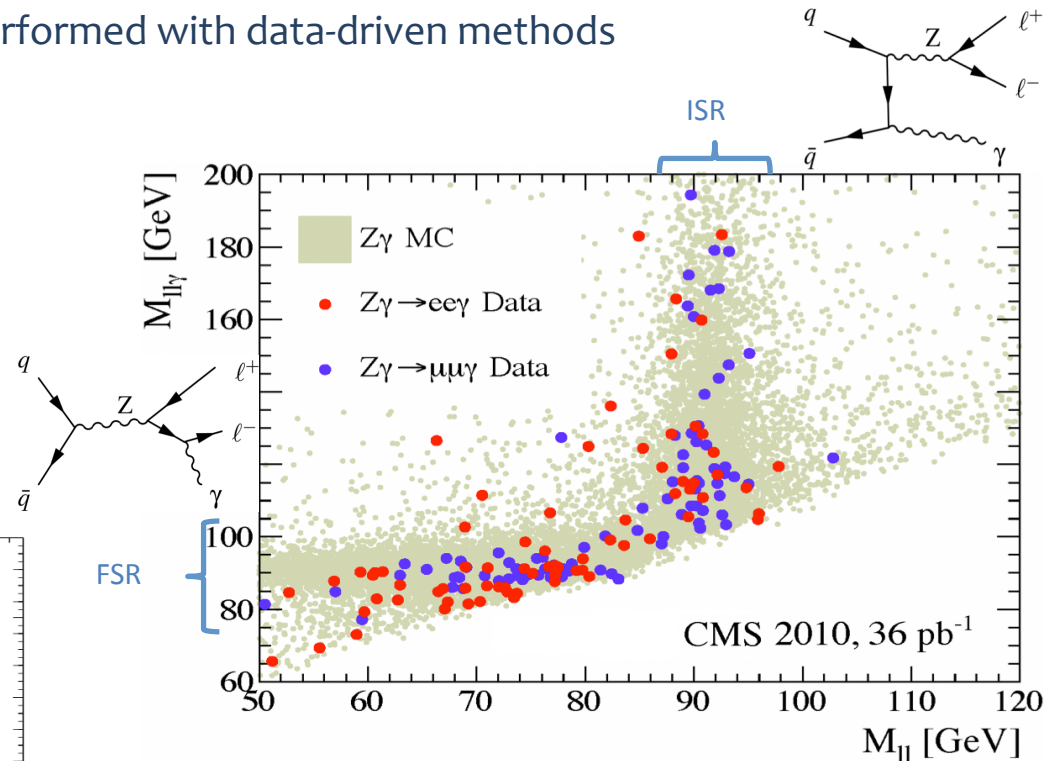 rformed with data-driven methods
q
Z
ℓ+
ℓ−
q̄
γ
ISR
200
180
160
100
80
60
M_llγ [GeV]
Zγ MC
Zγ→eeγ Data
Zγ→μμγ Data
q
Z
ℓ+
ℓ−
q̄
γ
FSR
CMS 2010, 36 pb⁻¹
50 60 70 80 90 100 110 120
M_ll [GeV]